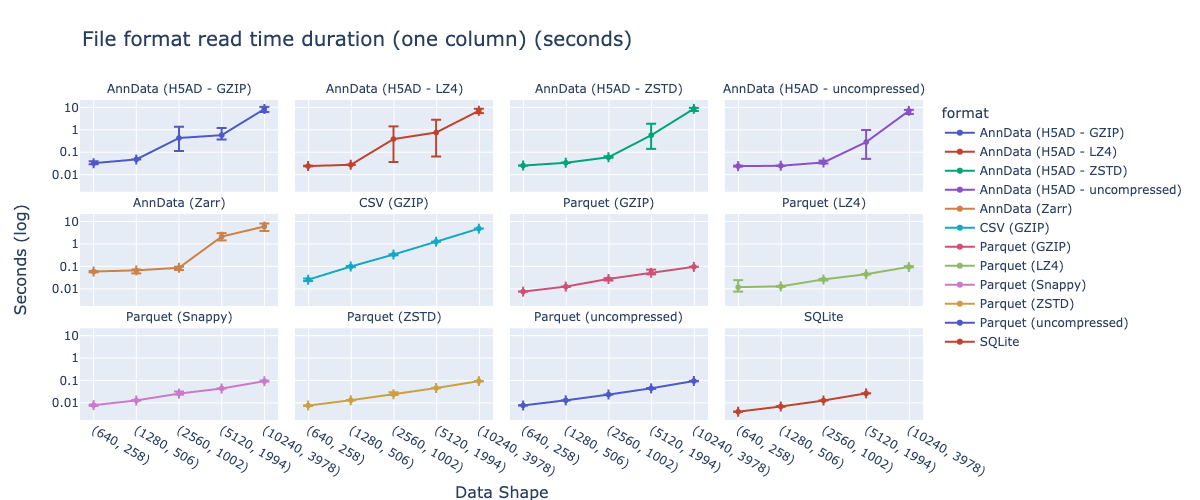 File format read time duration (one column) (seconds)
AnnData (H5AD - GZIP)
AnnData (H5AD - LZ4)
AnnData (H5AD - ZSTD)
AnnData (H5AD - uncompressed)
10
1
0.1
0.01
AnnData (Zarr)
CSV (GZIP)
Parquet (GZIP)
Parquet (LZ4)
10
1
0.1
0.01
Parquet (Snappy)
Parquet (ZSTD)
Parquet (uncompressed)
SQLite
10
1
0.1
0.01
Seconds (log)
(640, 258)
(1280, 506)
(2560, 1002)
(5120, 1994)
(10240, 3978)
(640, 258)
(1280, 506)
(2560, 1002)
(5120, 1994)
(10240, 3978)
(640, 258)
(1280, 506)
(2560, 1002)
(5120, 1994)
(10240, 3978)
(640, 258)
(1280, 506)
(2560, 1002)
(5120, 1994)
(10240, 3978)
Data Shape
format
AnnData (H5AD - GZIP)
AnnData (H5AD - LZ4)
AnnData (H5AD - ZSTD)
AnnData (H5AD - uncompressed)
AnnData (Zarr)
CSV (GZIP)
Parquet (GZIP)
Parquet (LZ4)
Parquet (Snappy)
Parquet (ZSTD)
Parquet (uncompressed)
SQLite